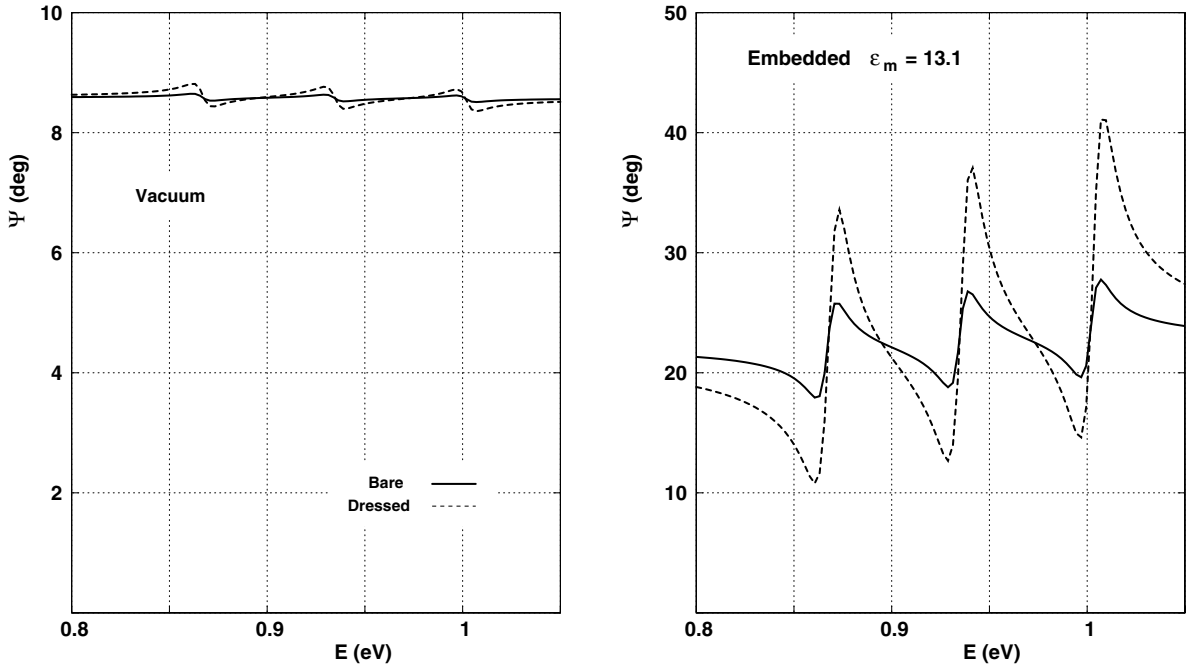 10
8
6
4
2
Ψ (deg)
Vacuum
Bare
Dressed
0.8
0.9
1
E (eV)
50
40
30
20
10
Ψ (deg)
Embedded ε m = 13.1
0.8
0.9
1
E (eV)